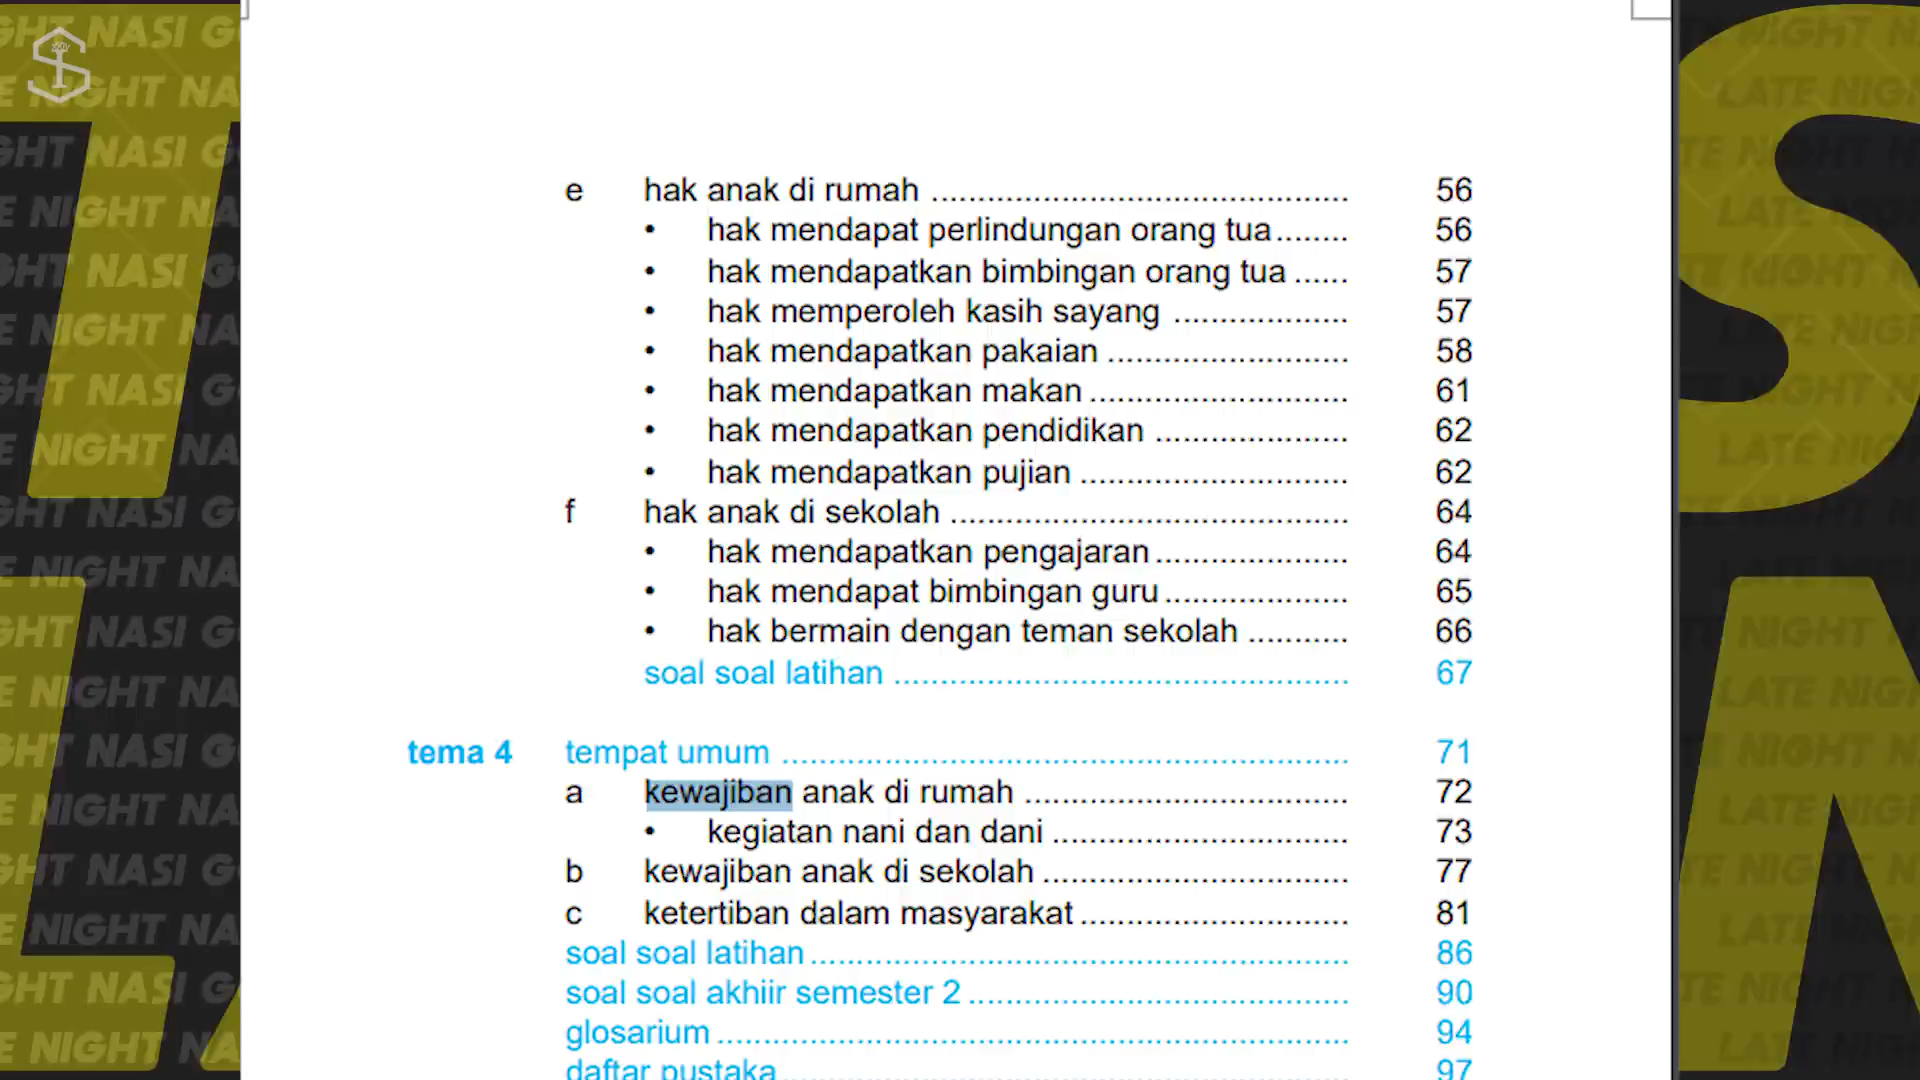 e hak anak di rumah ............................................. 56
• hak mendapat perlindungan orang tua........ 56
• hak mendapatkan bimbingan orang tua ...... 57
• hak memperoleh kasih sayang ................... 57
• hak mendapatkan pakaian .......................... 58
• hak mendapatkan makan ............................ 61
• hak mendapatkan pendidikan ..................... 62
• hak mendapatkan pujian ............................. 62
f hak anak di sekolah ........................................... 64
• hak mendapatkan pengajaran..................... 64
• hak mendapat bimbingan guru.................... 65
• hak bermain dengan teman sekolah ........... 66
soal soal latihan ................................................. 67
tema 4 tempat umum ............................................................. 71
a kewajiban anak di rumah ................................... 72
• kegiatan nani dan dani ................................ 73
b kewajiban anak di sekolah ................................. 77
c ketertiban dalam masyarakat............................. 81
soal soal latihan.......................................................... 86
soal soal akhiir semester 2......................................... 90
glosarium.................................................................... 94
daftar pustaka............................................................. 97